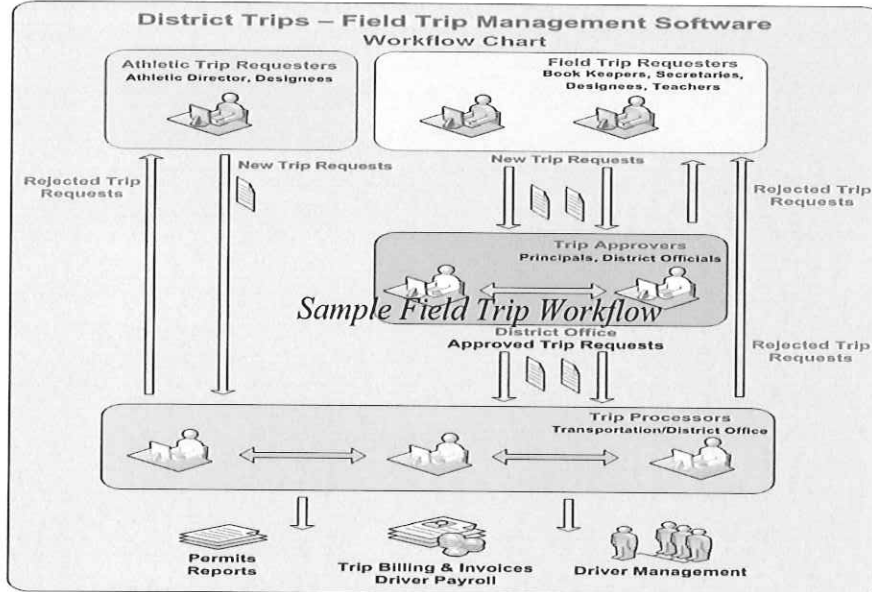 District Trips – Field Trip Management Software
Workflow Chart
Athletic Trip Requesters
Athletic Director, Designees
Field Trip Requesters
Book Keepers, Secretaries,
Designees, Teachers
Rejected Trip
Requests
New Trip Requests
New Trip Requests
Rejected Trip
Requests
Trip Approvers
Principals, District Officials
Sample Field Trip Workflow
District Office
Approved Trip Requests
Rejected Trip
Requests
Trip Processors
Transportation/District Office
Permits
Reports
Trip Billing & Invoices
Driver Payroll
Driver Management